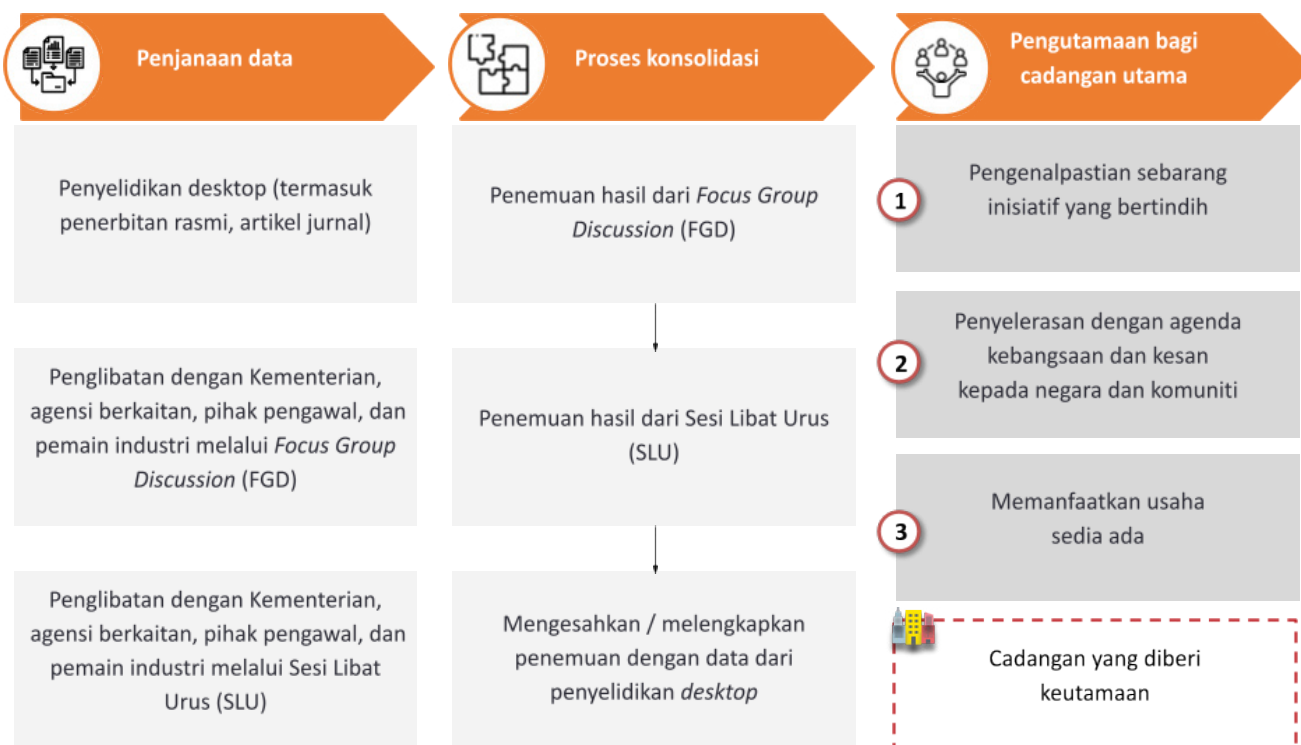 Penjanaan data
Penyelidikan desktop (termasuk
penerbitan rasmi, artikel jurnal)
Penglibatan dengan Kementerian,
agensi berkaitan, pihak pengawal, dan
pemain industri melalui Focus Group
Discussion (FGD)
Penglibatan dengan Kementerian,
agensi berkaitan, pihak pengawal, dan
pemain industri melalui Sesi Libat
Urus (SLU)
Proses konsolidasi
Penemuan hasil dari Focus Group
Discussion (FGD)
Penemuan hasil dari Sesi Libat Urus
(SLU)
Mengesahkan / melengkapkan
penemuan dengan data dari
penyelidikan desktop
Pengutamaan bagi
cadangan utama
1
Pengenalpastian sebarang
inisiatif yang bertindih
2
Penyelerasan dengan agenda
kebangsaan dan kesan
kepada negara dan komuniti
3
Memanfaatkan usaha
sedia ada
Cadangan yang diberi
keutamaan